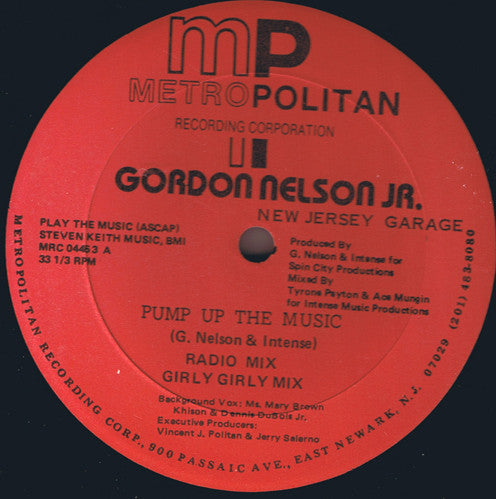 mp
METROPOLITAN
RECORDING CORPORATION
GORDON NELSON JR.
NEW JERSEY GARAGE
PLAY THE MUSIC (ASCAP)
STEVEN KEITH MUSIC, BMI
MRC 04463 A
33 1/3 RPM
Produced By
G. Nelson & Intense for
Spin City Productions
Mixed By
Tyrone Payton & Ace Mungin
for Intense Music Productions
PUMP UP THE MUSIC
(G. Nelson & Intense)
RADIO MIX
GIRLY GIRLY MIX
Background Vox: Ms. Mary Brown
Khison & Dennis DuBois Jr.
Executive Producers:
Vincent J. Politan & Jerry Salerno
METROPOLITAN RECORDING CORP., 900 PASSAIC AVE., EAST NEWARK, N.J. 07029 (201) 483-8080